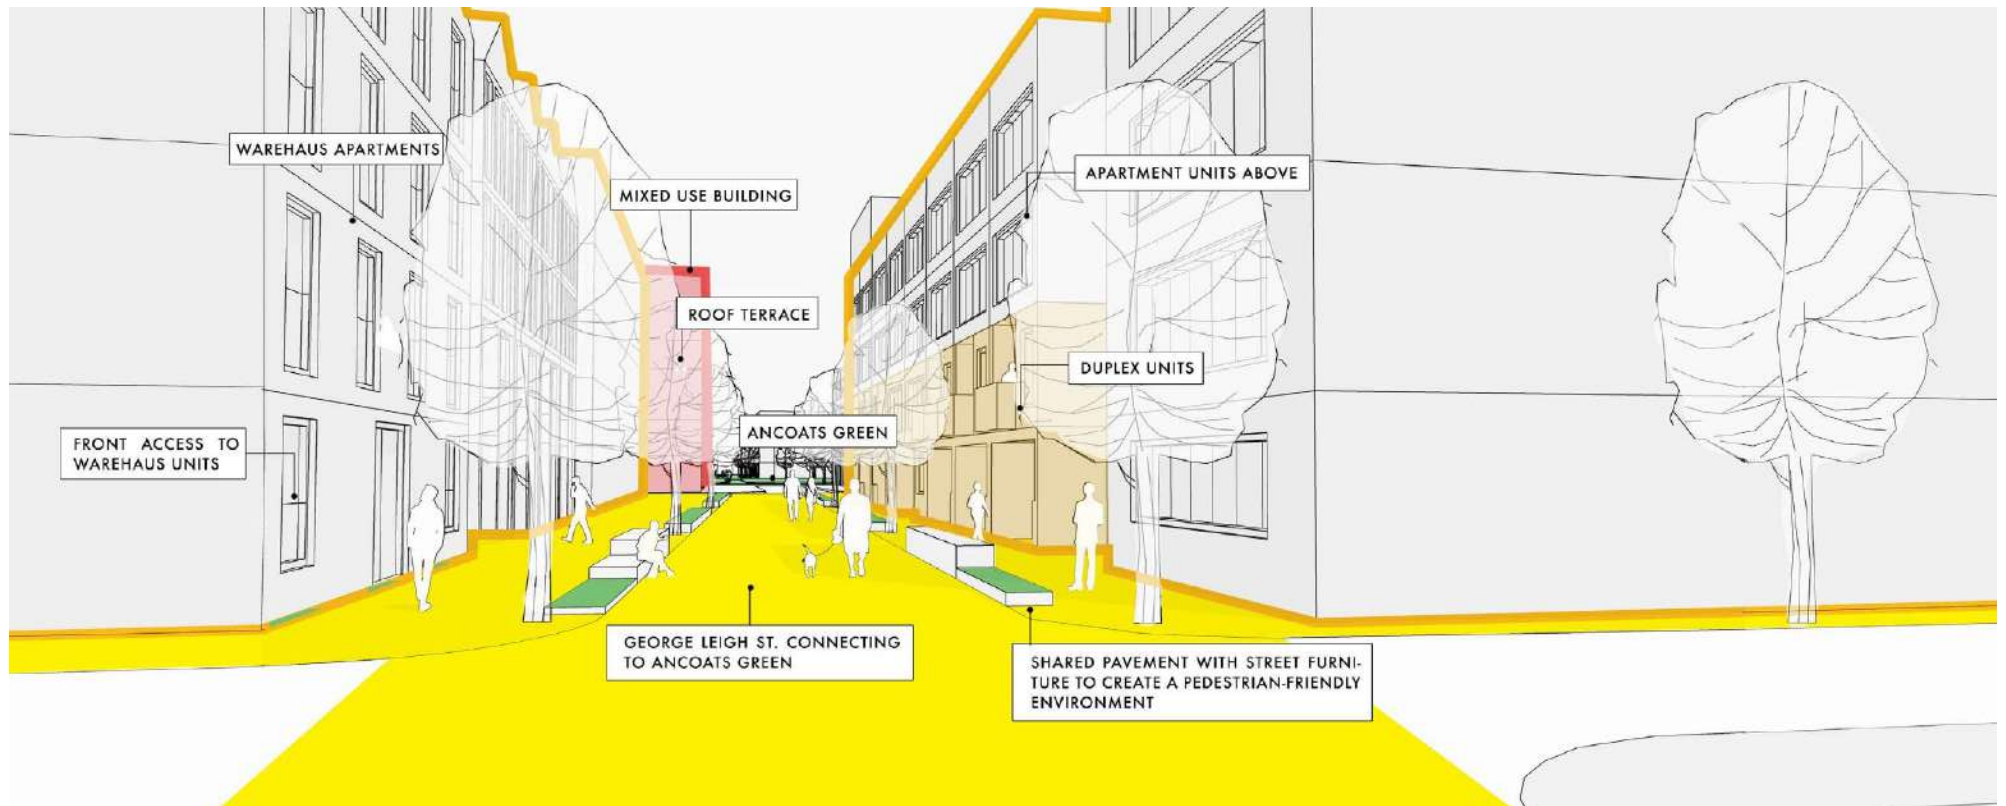 WAREHAUS APARTMENTS
MIXED USE BUILDING
APARTMENT UNITS ABOVE
ROOF TERRACE
DUPLEX UNITS
ANCOATS GREEN
FRONT ACCESS TO
WAREHAUS UNITS
GEORGE LEIGH ST. CONNECTING
TO ANCOATS GREEN
SHARED PAVEMENT WITH STREET FURNI-
TURE TO CREATE A PEDESTRIAN-FRIENDLY
ENVIRONMENT